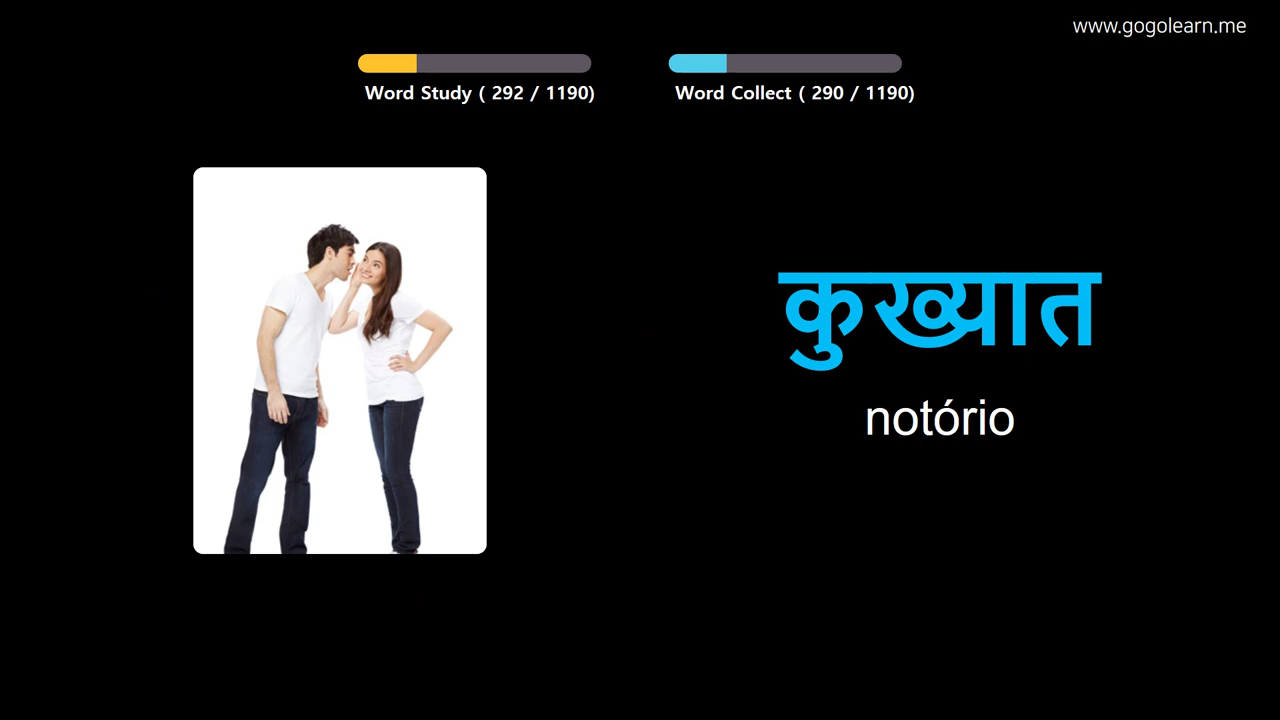 www.gogolearn.me
Word Study ( 292 / 1190)
Word Collect ( 290 / 1190)
कुख्यात
notório